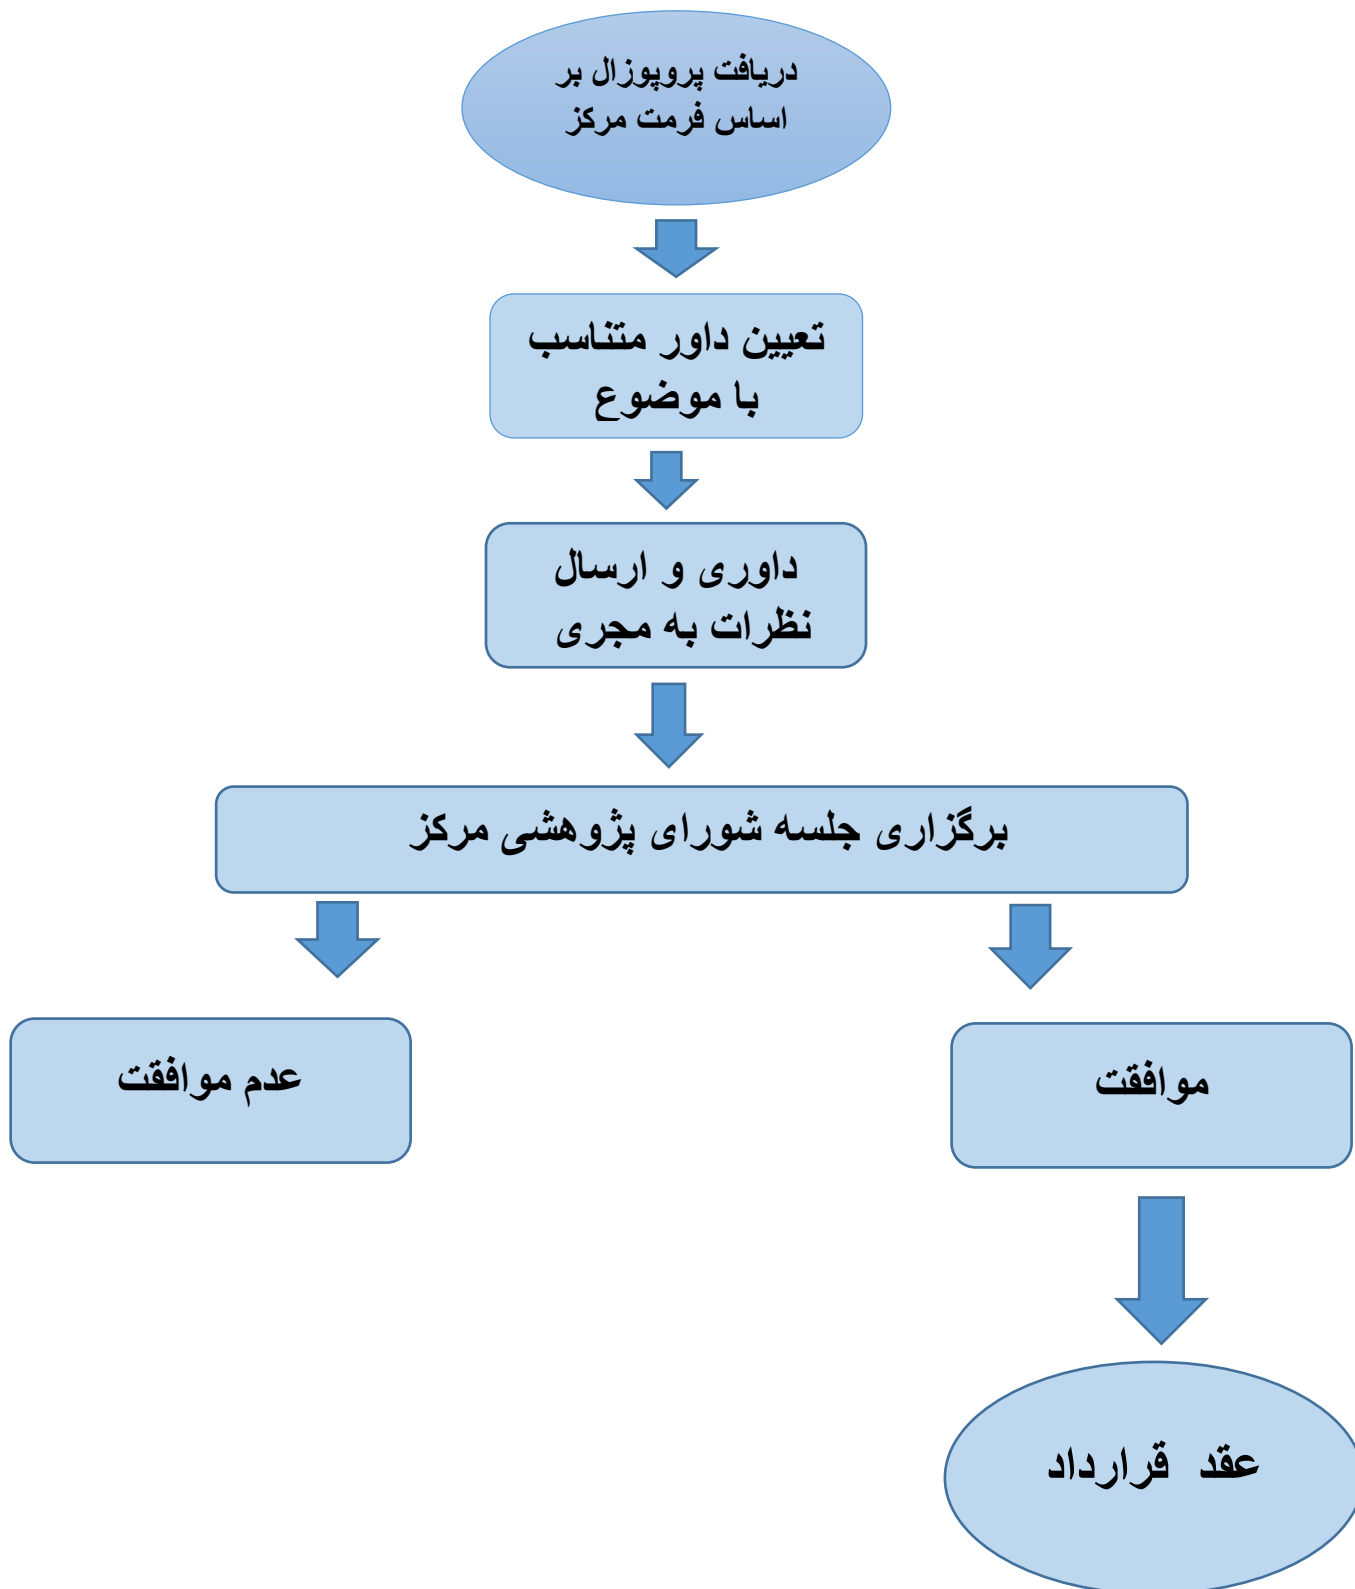 دریافت پروپوزال بر
اساس فرمت مرکز
تعیین داور متناسب
با موضوع
داوری و ارسال
نظرات به مجری
برگزاری جلسه شورای پژوهشی مرکز
موافقت
عدم موافقت
عقد قرارداد